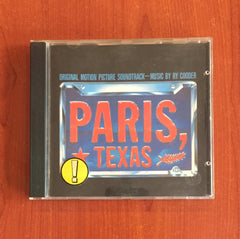 ORIGINAL MOTION PICTURE SOUNDTRACK—MUSIC BY RY COODER
PARIS,
TEXAS
!